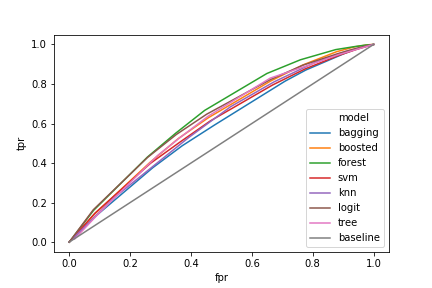 1.0
0.8
0.6
0.4
0.2
0.0
tpr
0.0 0.2 0.4 0.6 0.8 1.0
fpr
model
bagging
boosted
forest
svm
knn
logit
tree
baseline